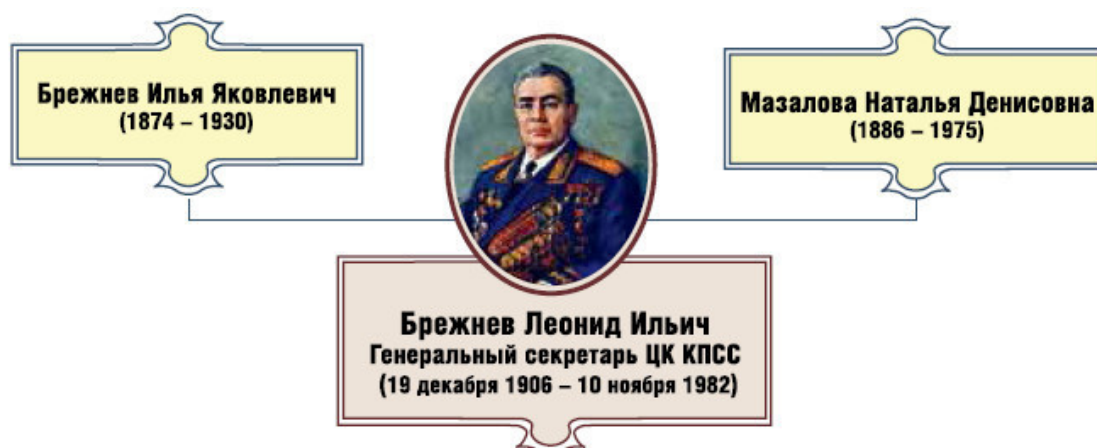 Брежнев Илья Яковлевич
(1874 – 1930)
Мазалова Наталья Денисовна
(1886 – 1975)
Брежнев Леонид Ильич
Генеральный секретарь ЦК КПСС
(19 декабря 1906 – 10 ноября 1982)